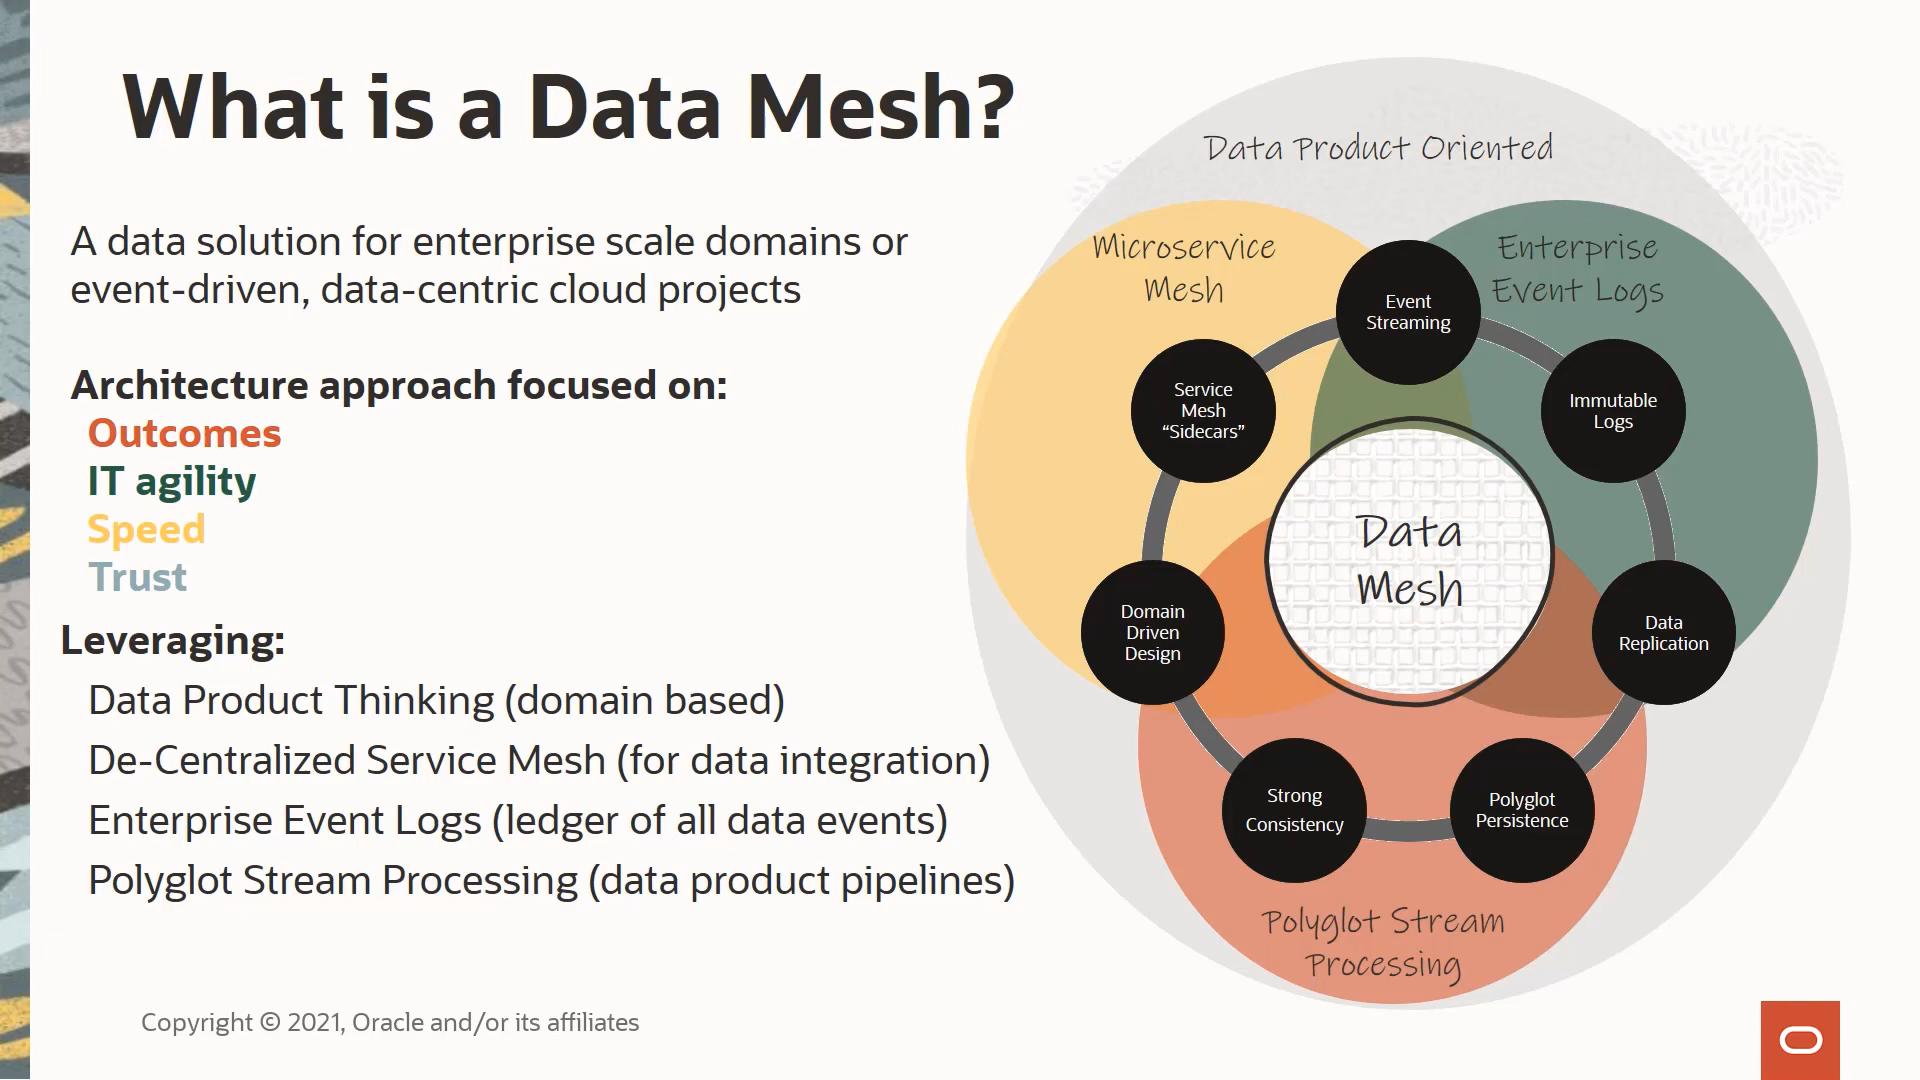 What is a Data Mesh?
A data solution for enterprise scale domains or
event-driven, data-centric cloud projects
Architecture approach focused on:
Outcomes
IT agility
Speed
Trust
Leveraging:
Data Product Thinking (domain based)
De-Centralized Service Mesh (for data integration)
Enterprise Event Logs (ledger of all data events)
Polyglot Stream Processing (data product pipelines)
Copyright © 2021, Oracle and/or its affiliates
Data Product Oriented
Microservice
Mesh
Enterprise
Event Logs
Event
Streaming
Service
Mesh
“Sidecars”
Immutable
Logs
Data
Mesh
Domain
Driven
Design
Data
Replication
Strong
Consistency
Polyglot
Persistence
Polyglot Stream
Processing